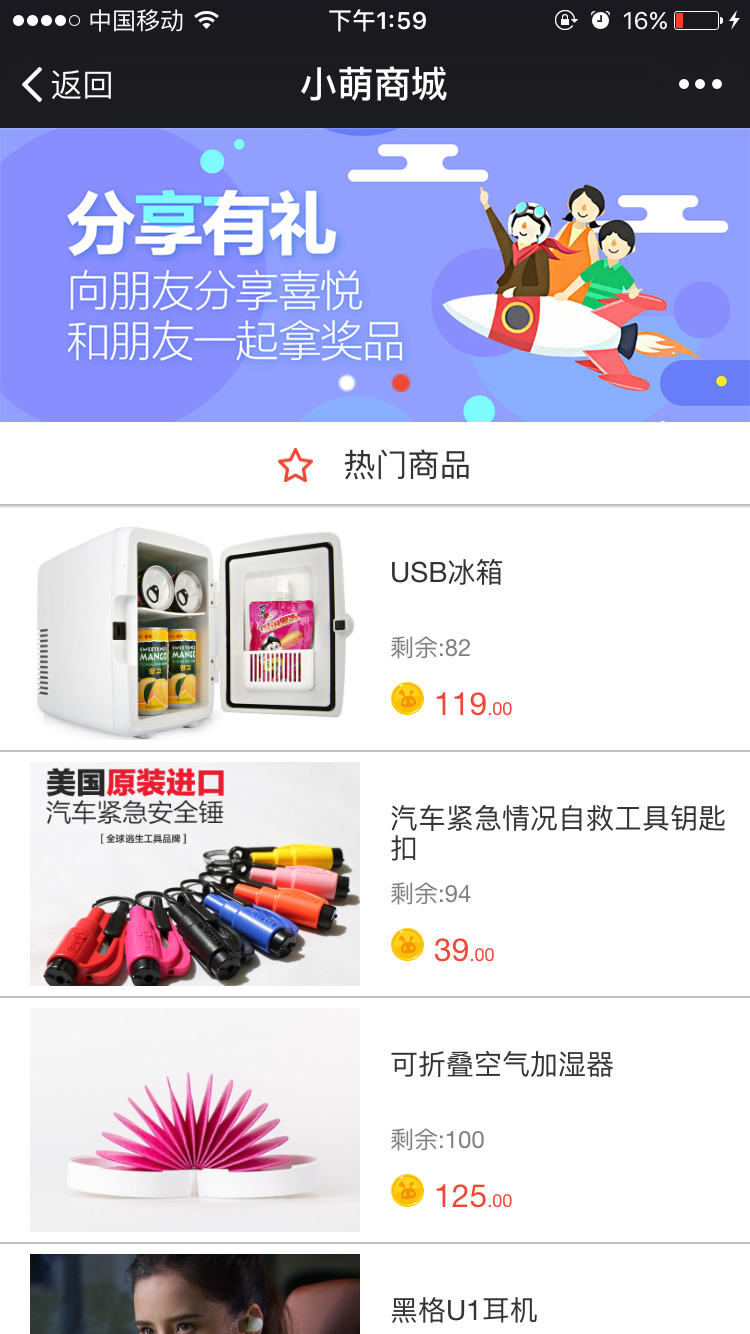 中国移动
下午1:59
16%
返回
小萌商城
分享有礼
向朋友分享喜悦
和朋友一起拿奖品
热门商品
SWEETENED
MANGO
망고
MANGO
망고
USB冰箱
剩余:82
119.00
美国原装进口
汽车紧急安全锤
[ 全球逃生工具品牌 ]
汽车紧急情况自救工具钥匙
扣
剩余:94
39.00
可折叠空气加湿器
剩余:100
125.00
黑格U1耳机